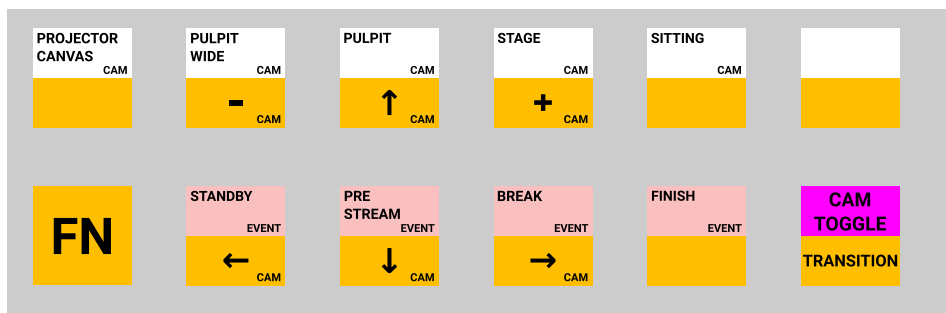 PROJECTOR
CANVAS
CAM
PULPIT
WIDE
CAM
-
CAM
PULPIT
CAM
↑
CAM
STAGE
CAM
+
CAM
SITTING
CAM
FN
STANDBY
EVENT
←
CAM
PRE
STREAM
EVENT
↓
CAM
BREAK
EVENT
→
CAM
FINISH
EVENT
CAM
TOGGLE
TRANSITION